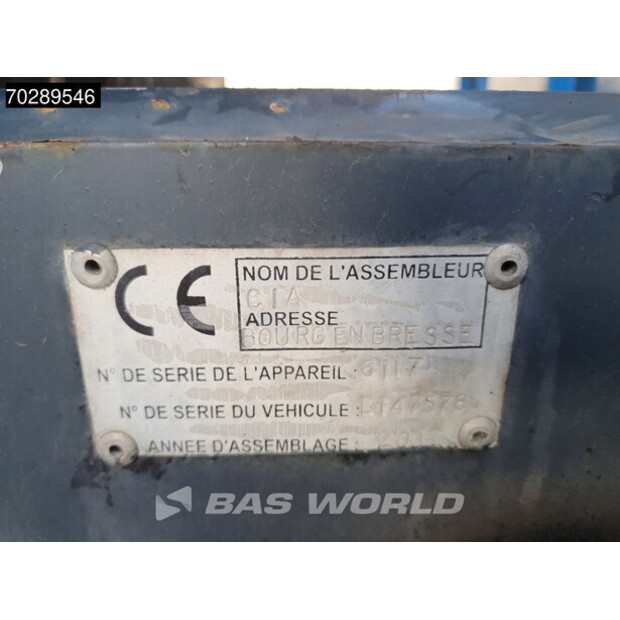 70289546
CE
NOM DE L'ASSEMBLEUR
CIA
ADRESSE
BOURG EN BRESSE
N° DE SERIE DE L'APPAREIL :
N° DE SERIE DU VEHICULE :
ANNEE D'ASSEMBLAGE :
BAS WORLD